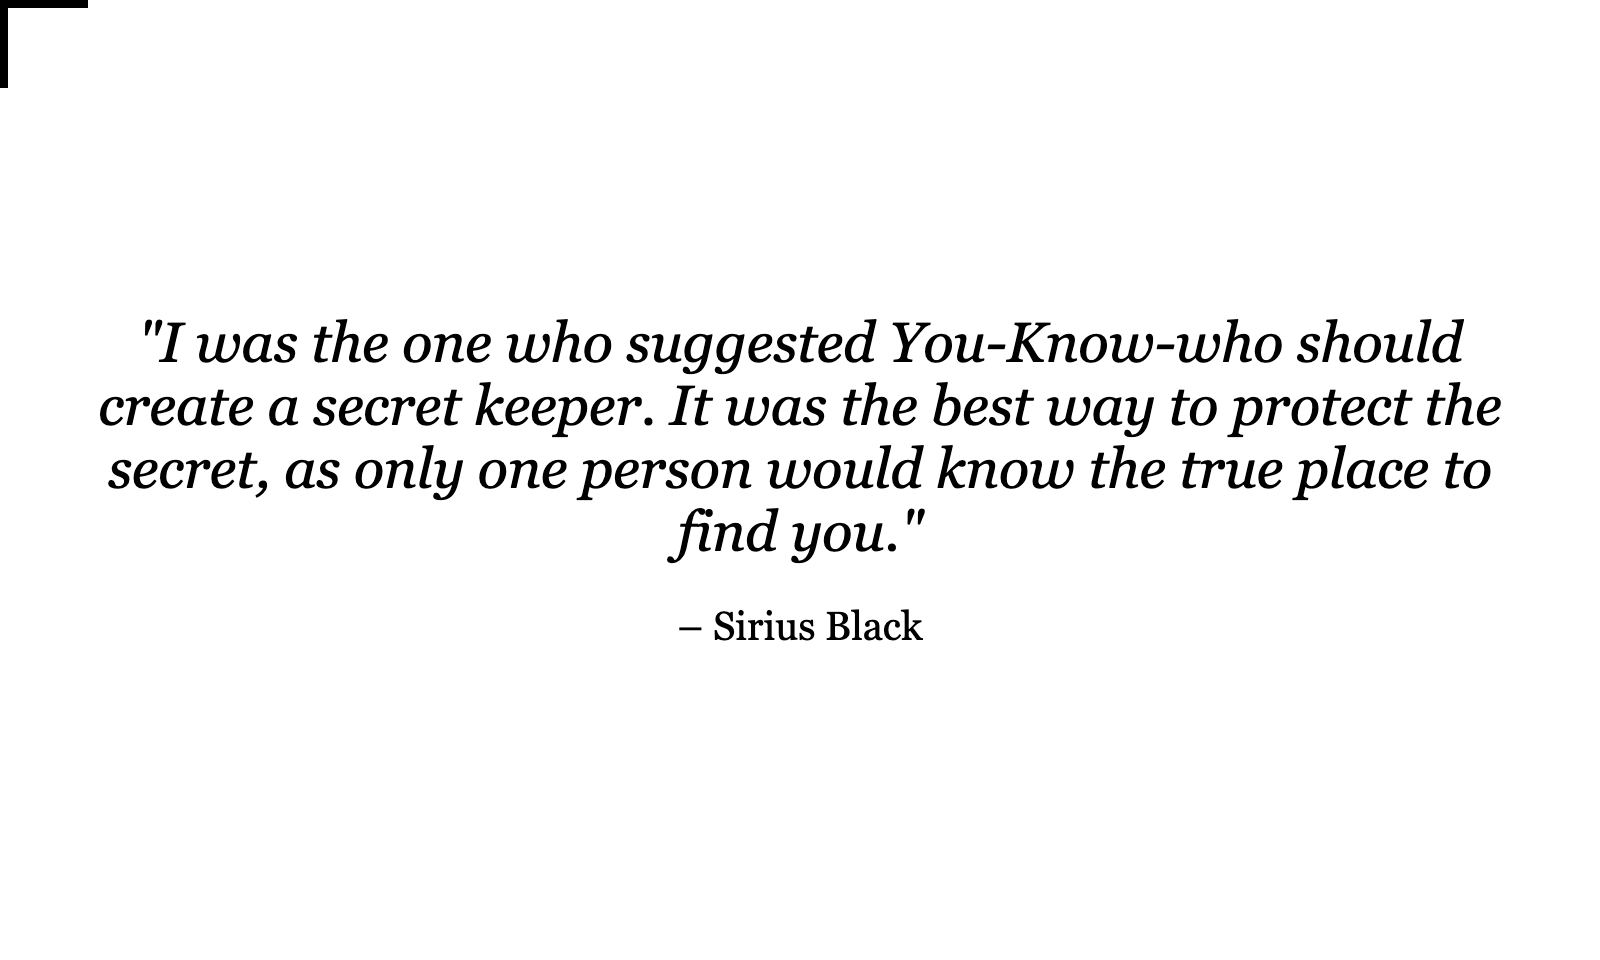 "I was the one who suggested You-Know-who should
create a secret keeper. It was the best way to protect the
secret, as only one person would know the true place to
find you."
– Sirius Black